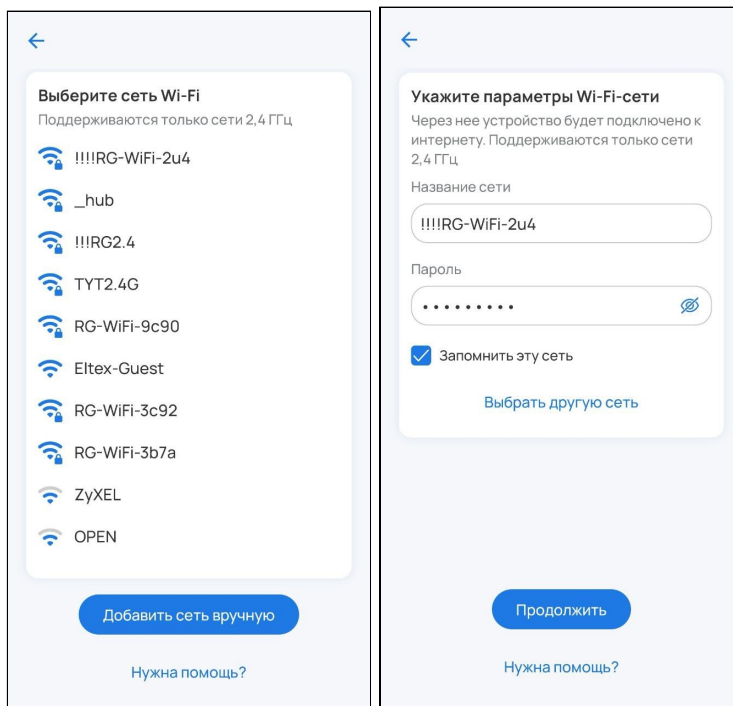 Выберите сеть Wi-Fi
Поддерживаются только сети 2,4 ГГц
!!!!RG-WiFi-2u4
_hub
!!!RG2.4
TYT2.4G
RG-WiFi-9c90
Eltex-Guest
RG-WiFi-3c92
RG-WiFi-3b7a
ZyXEL
OPEN
Добавить сеть вручную
Нужна помощь?
Укажите параметры Wi-Fi-сети
Через нее устройство будет подключено к
интернету. Поддерживаются только сети
2,4 ГГц
Название сети
!!!!RG-WiFi-2u4
Пароль
•••••••••
Запомнить эту сеть
Выбрать другую сеть
Продолжить
Нужна помощь?